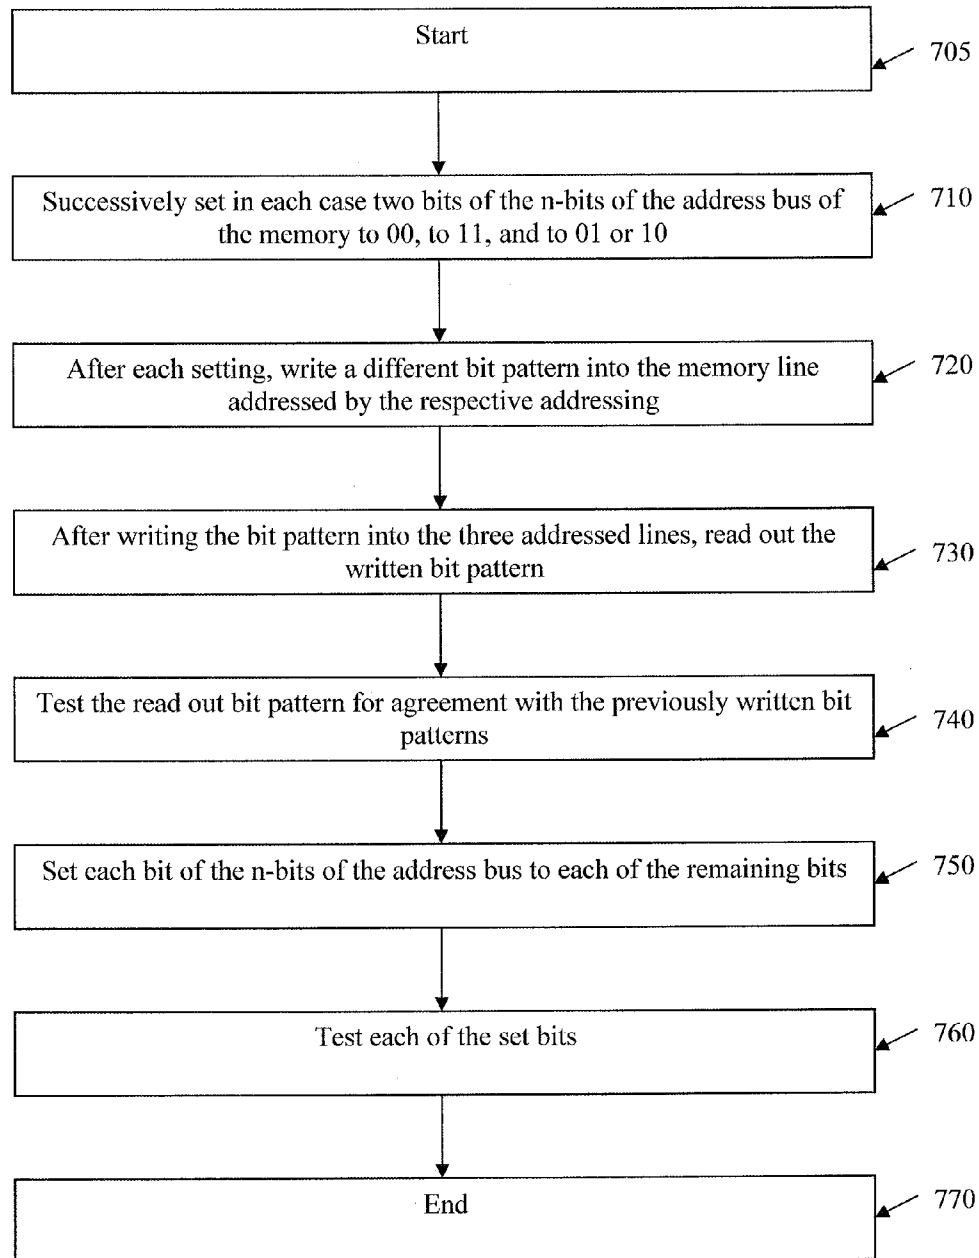 Start
705
Successively set in each case two bits of the n-bits of the address bus of
the memory to 00, to 11, and to 01 or 10
710
After each setting, write a different bit pattern into the memory line
addressed by the respective addressing
720
After writing the bit pattern into the three addressed lines, read out the
written bit pattern
730
Test the read out bit pattern for agreement with the previously written bit
patterns
740
Set each bit of the n-bits of the address bus to each of the remaining bits
750
Test each of the set bits
760
End
770